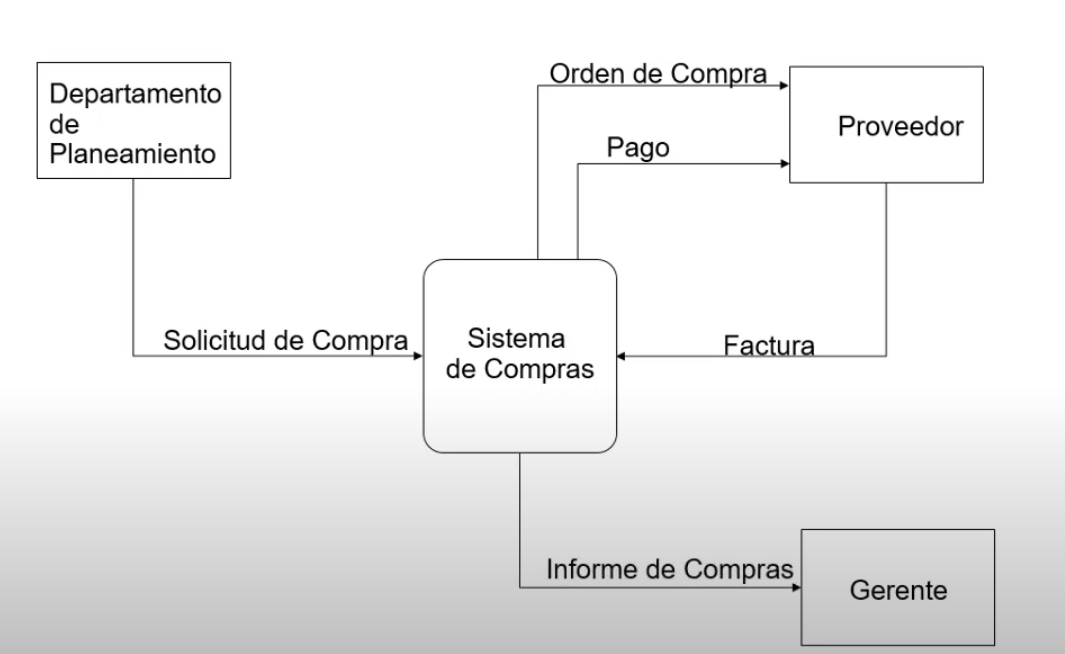 Orden de Compra
Departamento
de
Planeamiento
Proveedor
Pago
Solicitud de Compra
Sistema
de Compras
Factura
Informe de Compras
Gerente